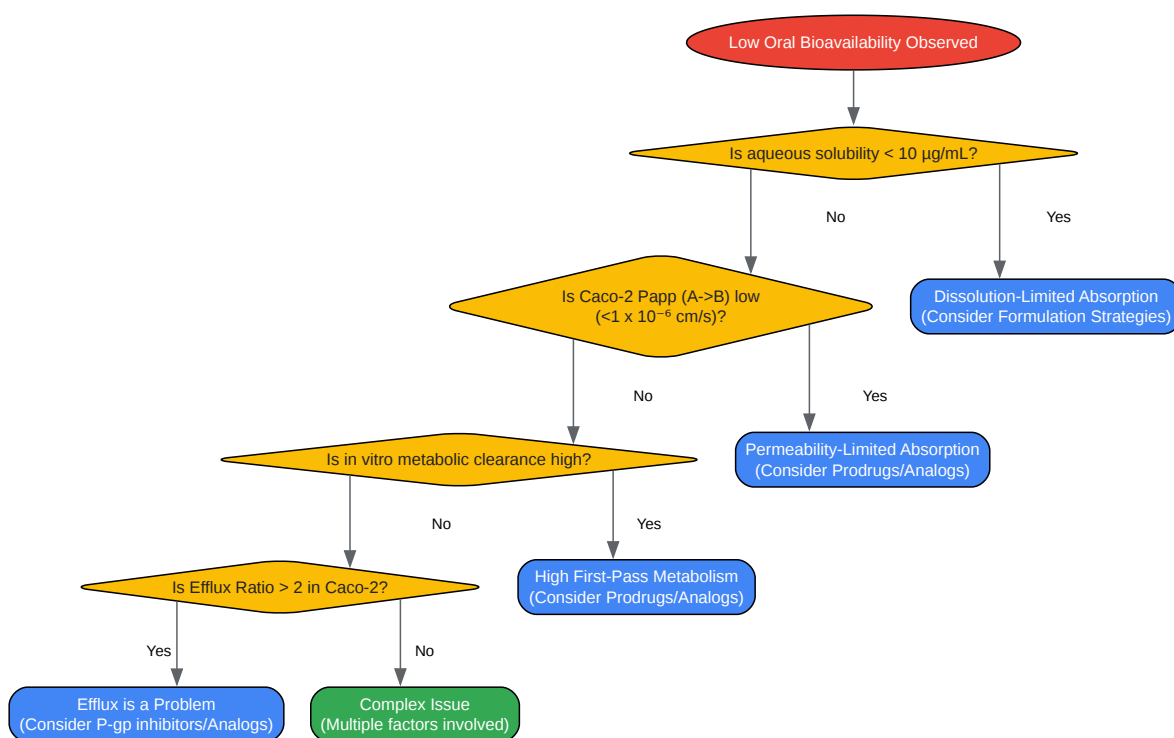 Low Oral Bioavailability Observed
Is aqueous solubility < 10 µg/mL?
No
Yes
Is Caco-2 Papp (A->B) low
(<1 x 10⁻⁶ cm/s)?
Dissolution-Limited Absorption
(Consider Formulation Strategies)
No
Yes
Is in vitro metabolic clearance high?
Permeability-Limited Absorption
(Consider Prodrugs/Analogs)
No
Yes
Is Efflux Ratio > 2 in Caco-2?
High First-Pass Metabolism
(Consider Prodrugs/Analogs)
Yes
No
Efflux is a Problem
(Consider P-gp inhibitors/Analogs)
Complex Issue
(Multiple factors involved)